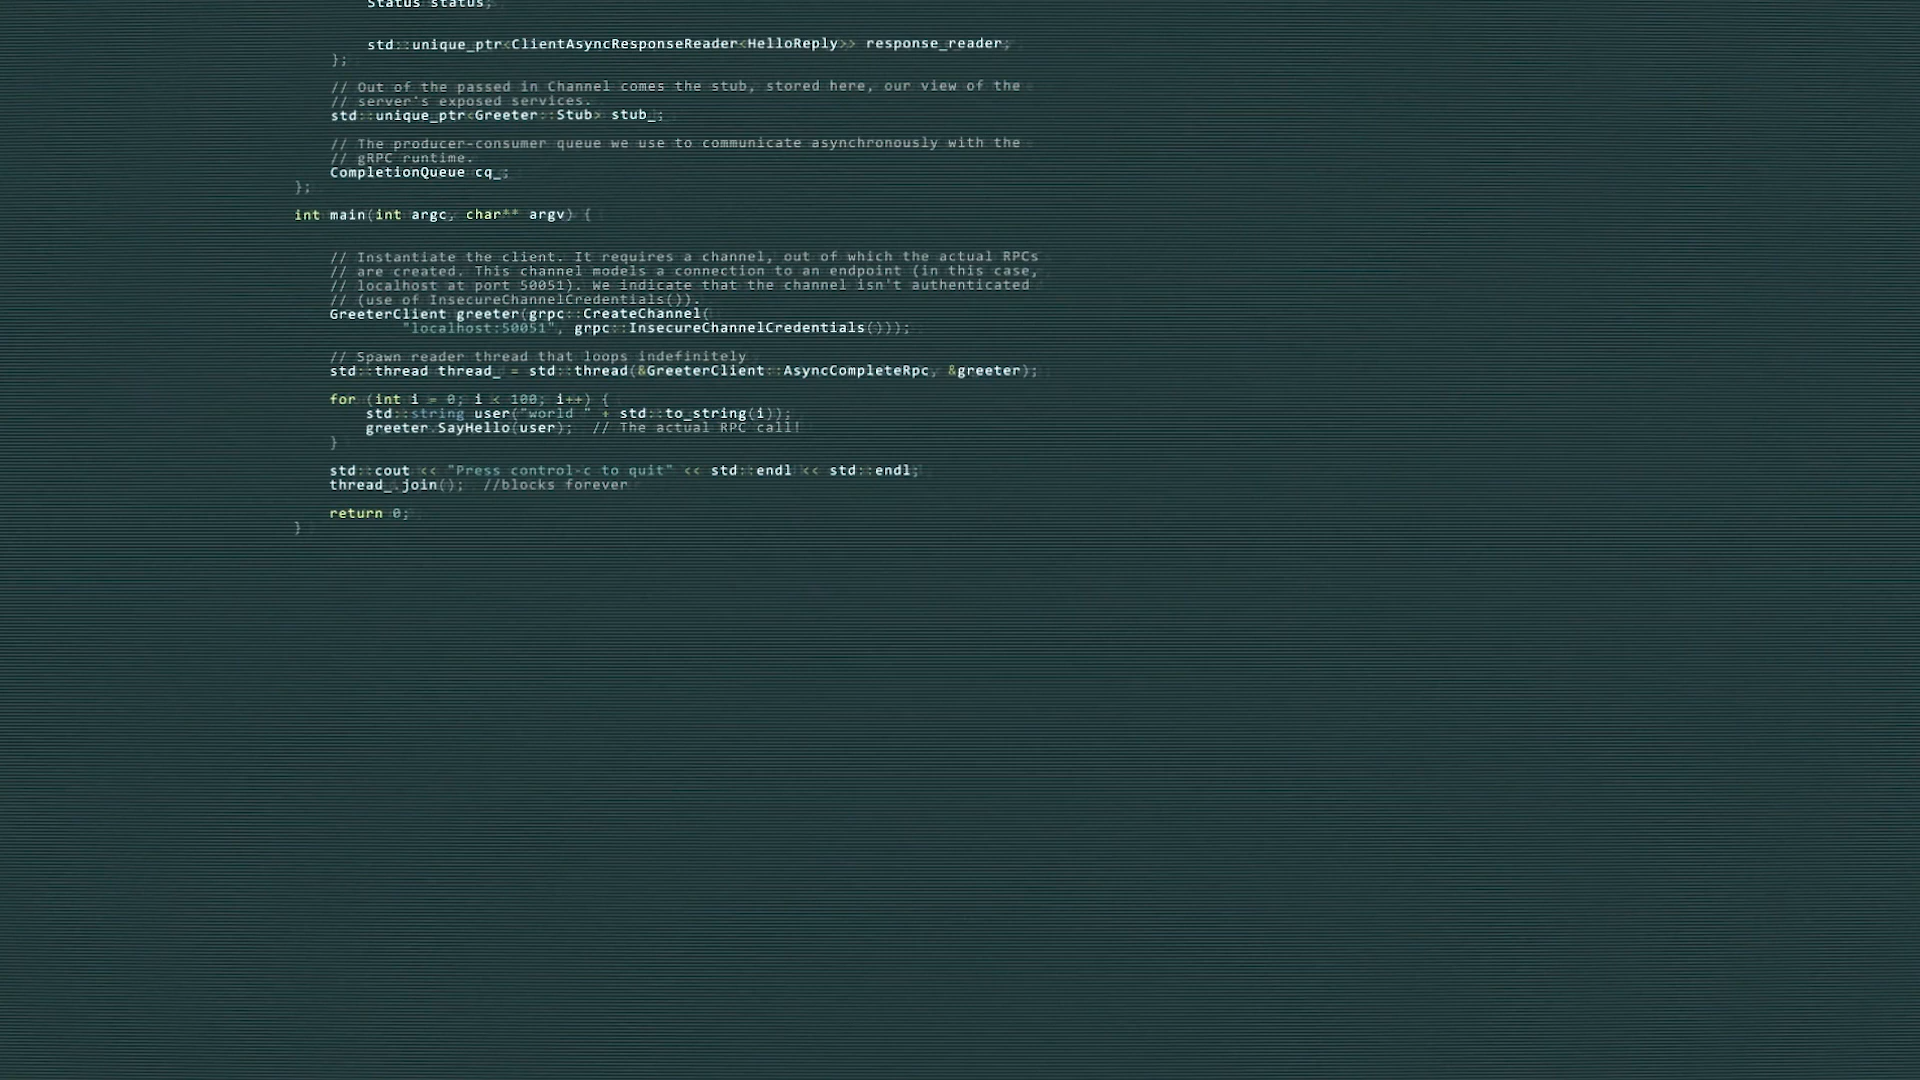 Status status;
std::unique_ptr<ClientAsyncResponseReader<HelloReply>> response_reader;
};
// Out of the passed in Channel comes the stub, stored here, our view of the
// server's exposed services.
std::unique_ptr<Greeter::Stub> stub_;
// The producer-consumer queue we use to communicate asynchronously with the
// gRPC runtime.
CompletionQueue cq_;
};
int main(int argc, char** argv) {
// Instantiate the client. It requires a channel, out of which the actual RPCs
// are created. This channel models a connection to an endpoint (in this case,
// localhost at port 50051). We indicate that the channel isn't authenticated
// (use of InsecureChannelCredentials()).
GreeterClient greeter(grpc::CreateChannel(
"localhost:50051", grpc::InsecureChannelCredentials()));
// Spawn reader thread that loops indefinitely
std::thread thread_ = std::thread(&GreeterClient::AsyncCompleteRpc, &greeter);
for (int i = 0; i < 100; i++) {
std::string user("world " + std::to_string(i));
greeter.SayHello(user);  // The actual RPC call!
}
std::cout << "Press control-c to quit" << std::endl << std::endl;
thread_.join();  //blocks forever
return 0;
}